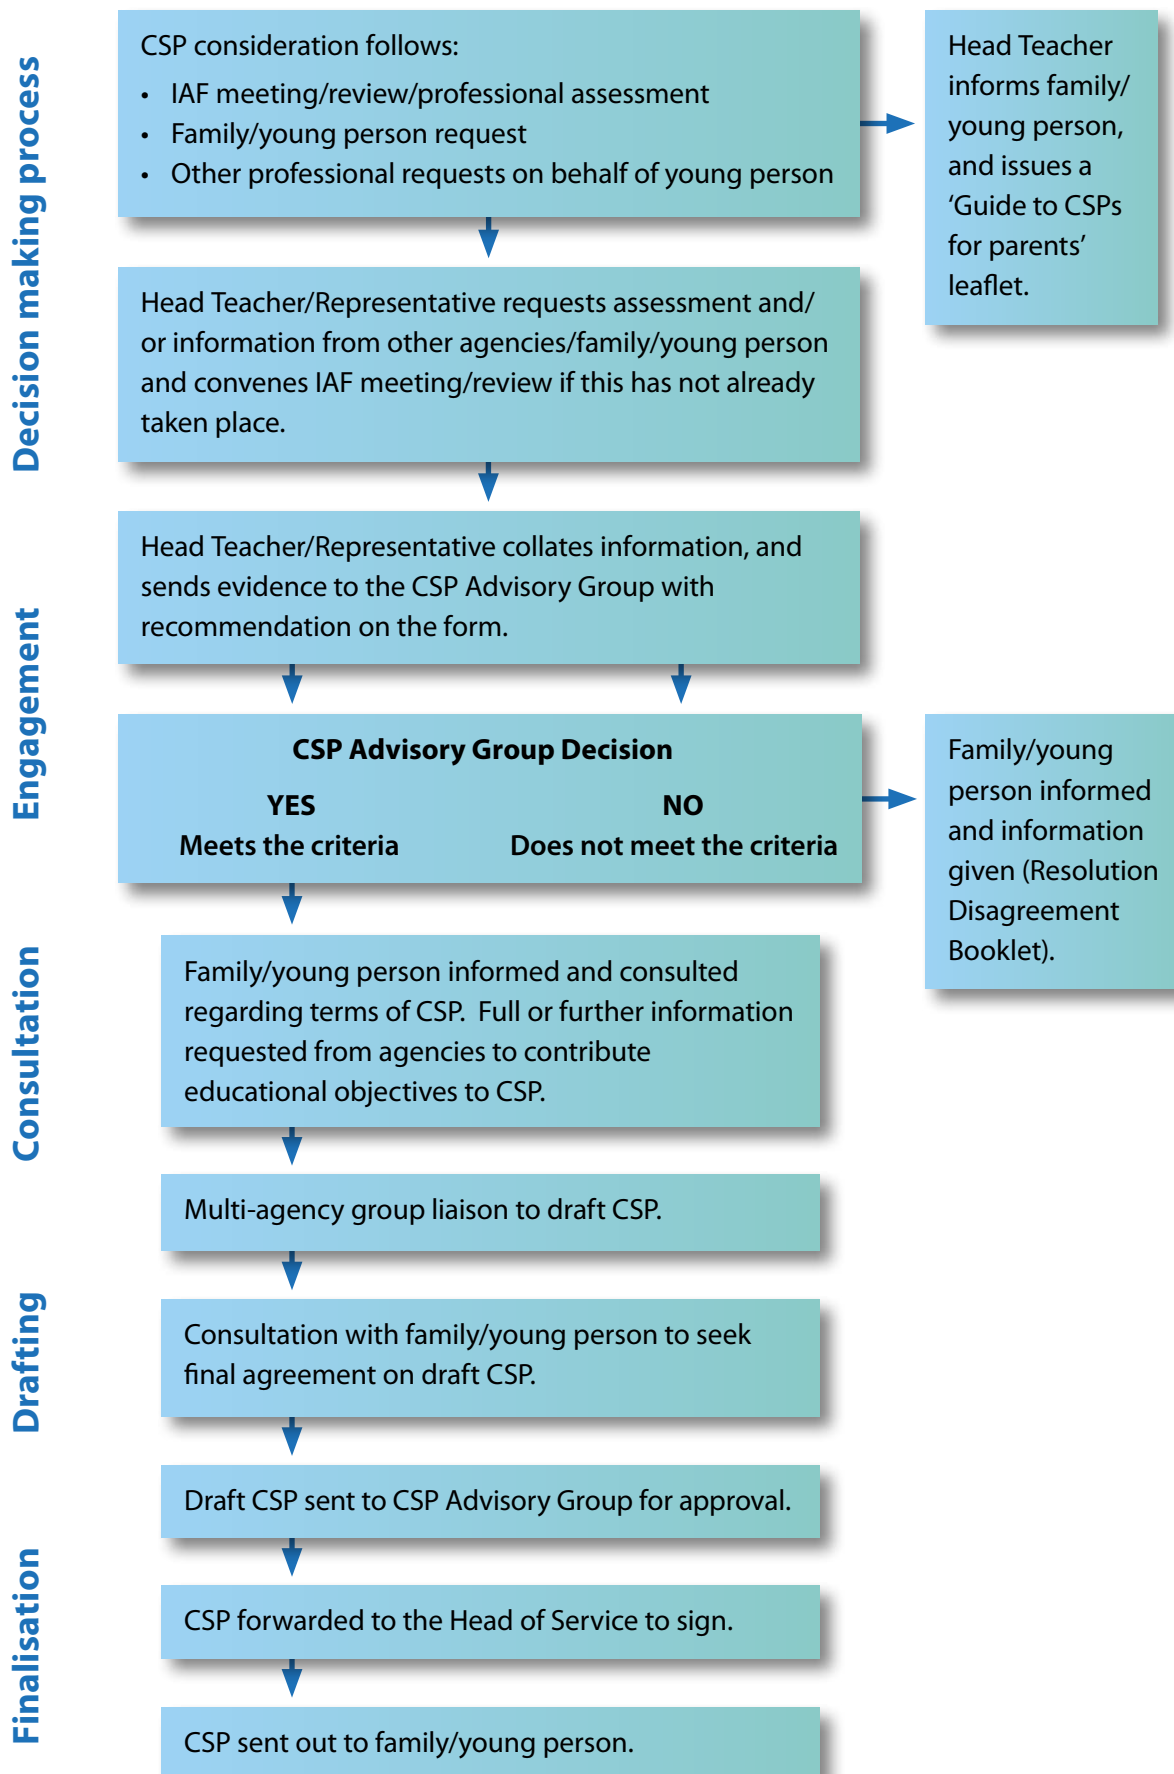 Decision making process
CSP consideration follows:
• IAF meeting/review/professional assessment
• Family/young person request
• Other professional requests on behalf of young person
Head Teacher
informs family/
young person,
and issues a
‘Guide to CSPs
for parents’
leaflet.
Head Teacher/Representative requests assessment and/
or information from other agencies/family/young person
and convenes IAF meeting/review if this has not already
taken place.
Engagement
Head Teacher/Representative collates information, and
sends evidence to the CSP Advisory Group with
recommendation on the form.
CSP Advisory Group Decision
YES
Meets the criteria
NO
Does not meet the criteria
Family/young
person informed
and information
given (Resolution
Disagreement
Booklet).
Consultation
Family/young person informed and consulted
regarding terms of CSP.  Full or further information
requested from agencies to contribute
educational objectives to CSP.
Multi-agency group liaison to draft CSP.
Drafting
Consultation with family/young person to seek
final agreement on draft CSP.
Draft CSP sent to CSP Advisory Group for approval.
Finalisation
CSP forwarded to the Head of Service to sign.
CSP sent out to family/young person.